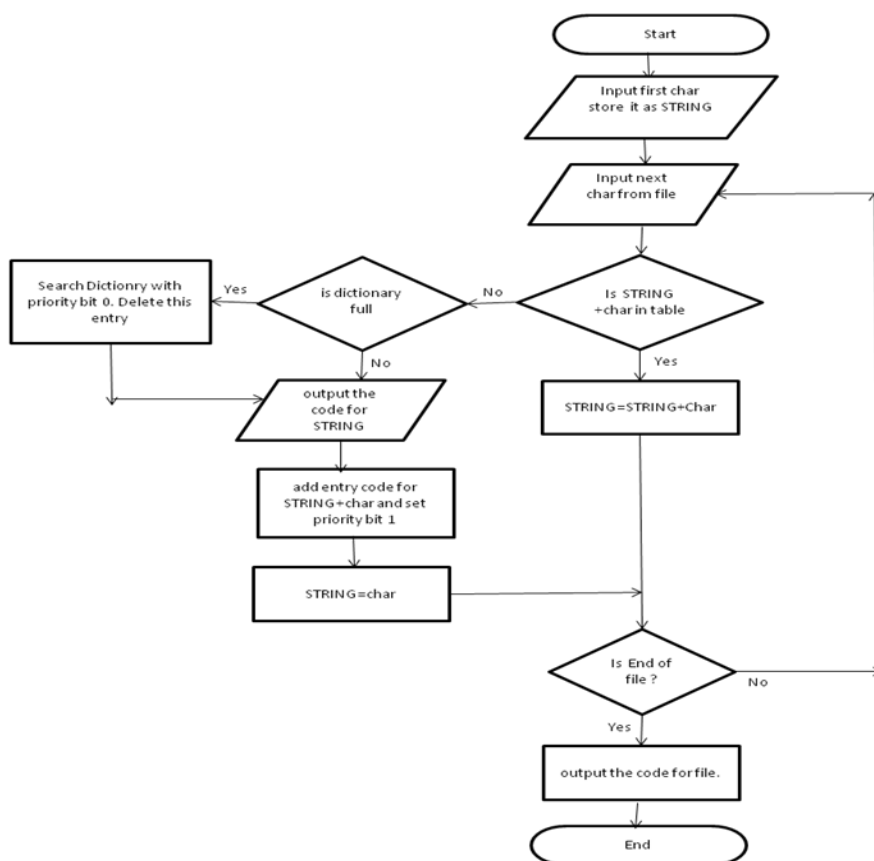 Start
Input first char
store it as STRING
Input next
char from file
Is STRING
+char in table
No
Yes
is dictionary
full
Yes
No
Search Dictionry with
priority bit 0. Delete this
entry
output the
code for
STRING
STRING=STRING+Char
add entry code for
STRING+char and set
priority bit 1
STRING=char
Is End of
file ?
No
Yes
output the code for file.
End